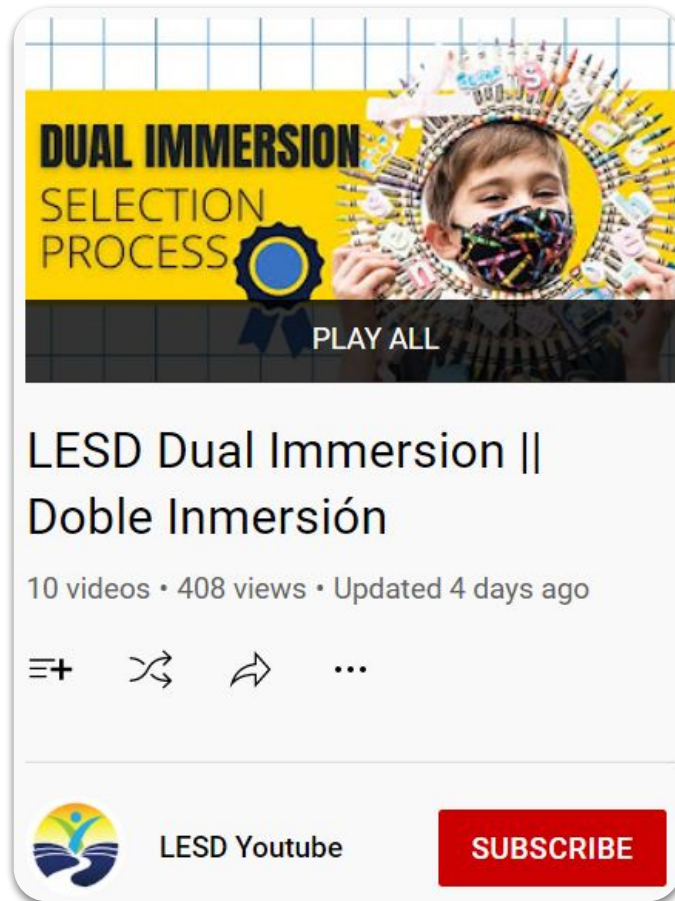 DUAL IMMERSION
SELECTION
PROCESS
PLAY ALL
LESD Dual Immersion ||
Doble Inmersión
10 videos • 408 views • Updated 4 days ago
LESD Youtube
SUBSCRIBE